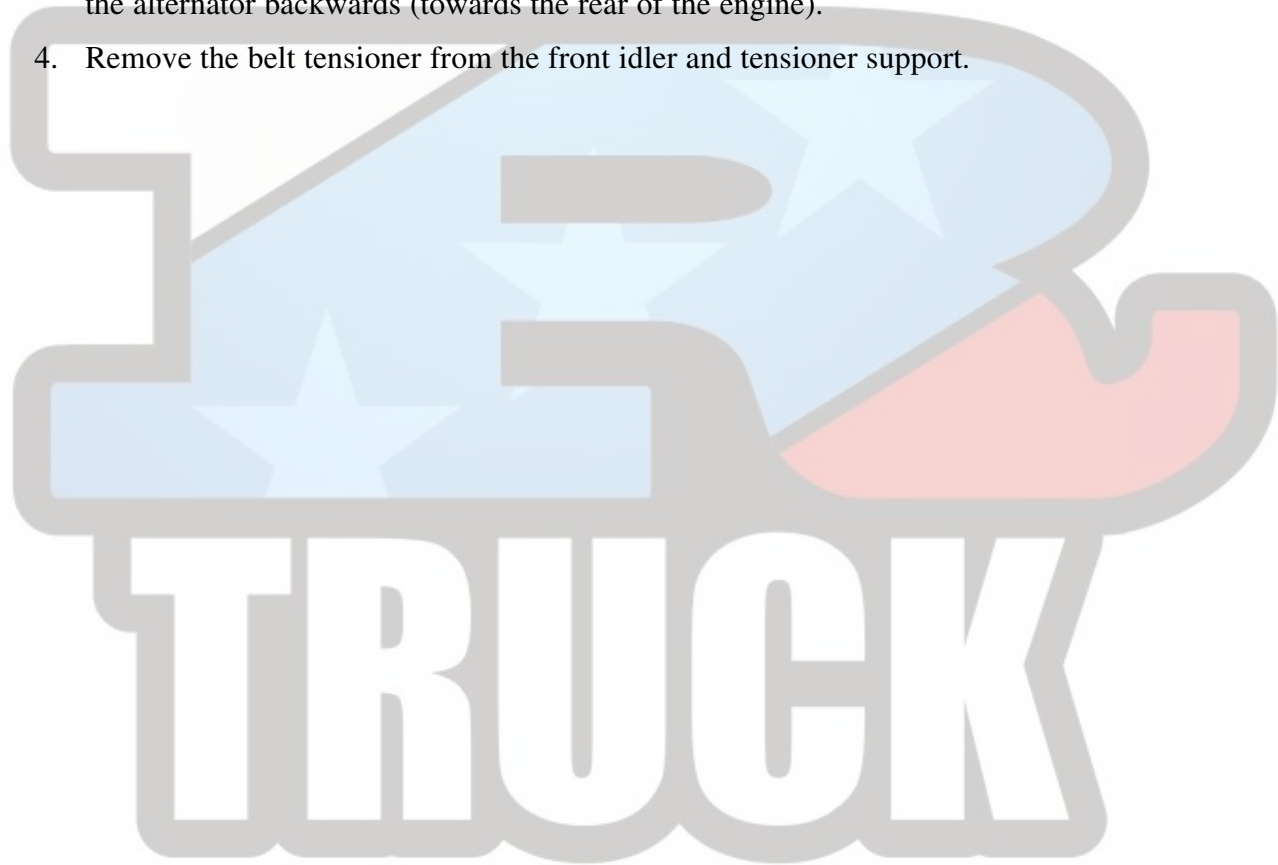 the alternator backwards (towards the rear of the engine).
4. Remove the belt tensioner from the front idler and tensioner support.
TRUCK